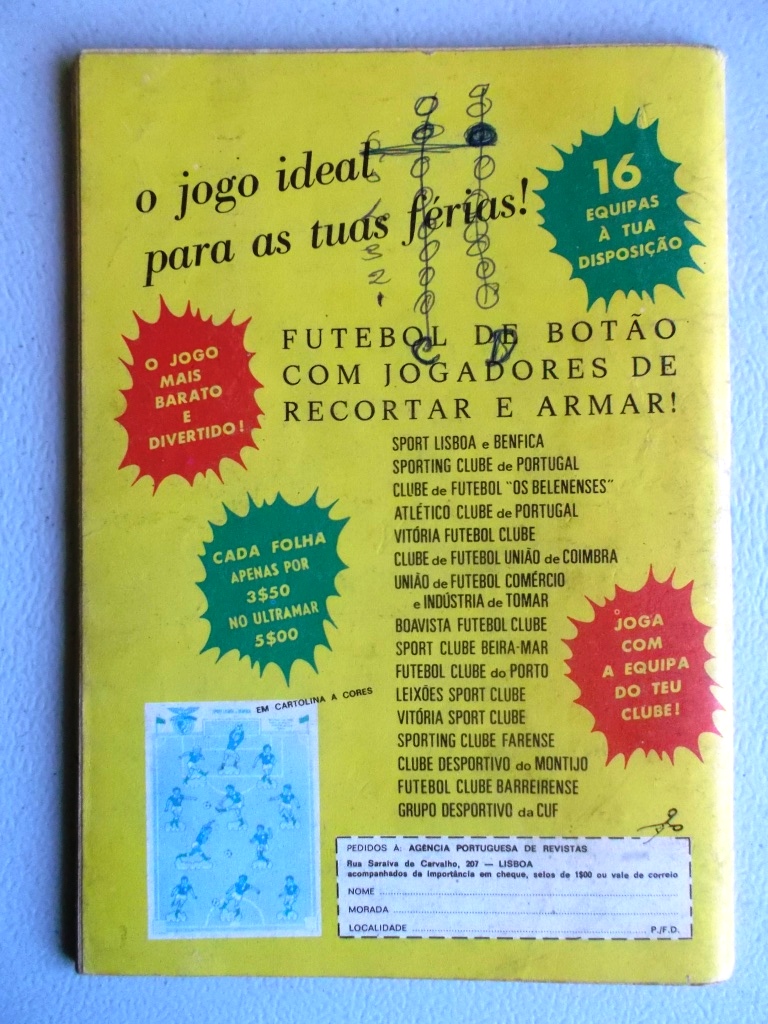 o jogo ideal
para as tuas férias!
16
EQUIPAS
À TUA
DISPOSIÇÃO
O JOGO
MAIS
BARATO
E
DIVERTIDO!
FUTEBOL DE BOTÃO
COM JOGADORES DE
RECORTAR E ARMAR!
C D
SPORT LISBOA e BENFICA
SPORTING CLUBE de PORTUGAL
CLUBE de FUTEBOL "OS BELENENSES"
ATLÉTICO CLUBE de PORTUGAL
VITÓRIA FUTEBOL CLUBE
CLUBE de FUTEBOL UNIÃO de COIMBRA
UNIÃO de FUTEBOL COMÉRCIO
e INDÚSTRIA de TOMAR
BOAVISTA FUTEBOL CLUBE
SPORT CLUBE BEIRA-MAR
FUTEBOL CLUBE do PORTO
LEIXÕES SPORT CLUBE
VITÓRIA SPORT CLUBE
SPORTING CLUBE FARENSE
CLUBE DESPORTIVO do MONTIJO
FUTEBOL CLUBE BARREIRENSE
GRUPO DESPORTIVO da CUF
CADA FOLHA
APENAS POR
3$50
NO ULTRAMAR
5$00
JOGA
COM
A EQUIPA
DO TEU
CLUBE!
EM CARTOLINA A CORES
PEDIDOS À: AGENCIA PORTUGUESA DE REVISTAS
Rua Saraiva de Carvalho, 207 — LISBOA
acompanhados da importância em cheque, selos de 1$00 ou vale de correio
NOME
MORADA
LOCALIDADE P./F.D.